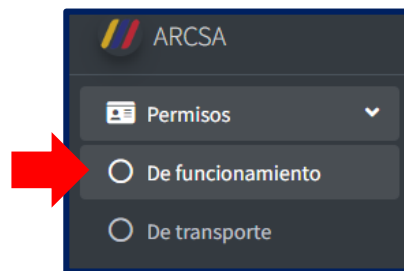 ARCSA
Permisos
De funcionamiento
De transporte